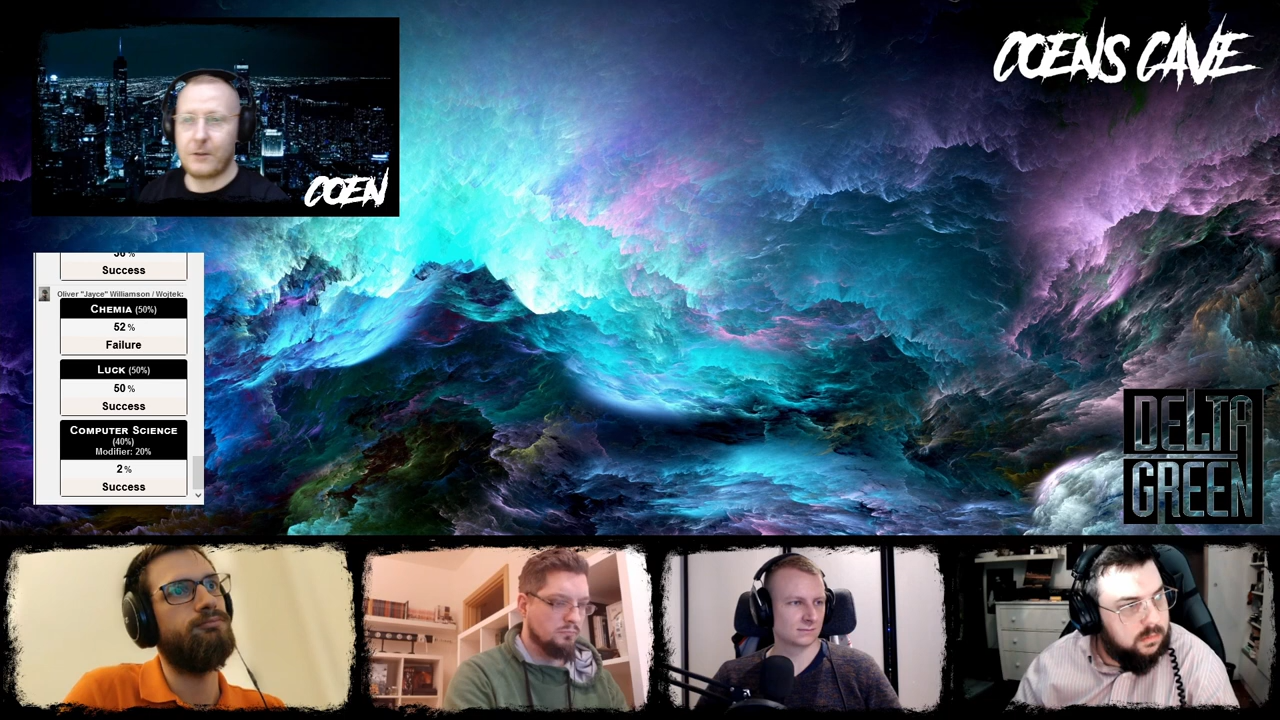 COENS CAVE
COEN
Success
Oliver "Jayce" Williamson / Wojtek:
CHEMIA (50%)
52 %
Failure
LUCK (50%)
50 %
Success
COMPUTER SCIENCE
(40%)
Modifier: 20%
2 %
Success
DELTA
GREEN